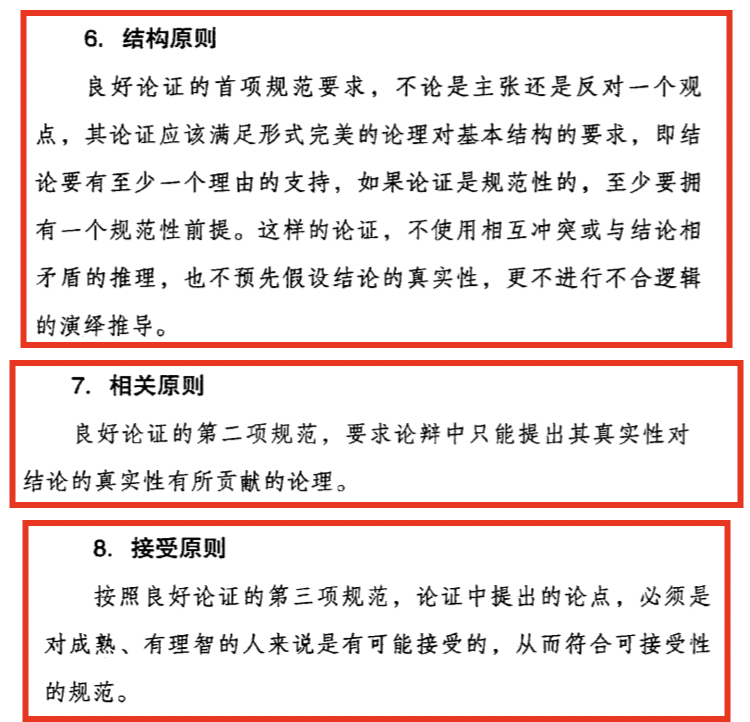 6. 结构原则
良好论证的首项规范要求，不论是主张还是反对一个观
点，其论证应该满足形式完美的论理对基本结构的要求，即结
论要有至少一个理由的支持，如果论证是规范性的，至少要拥
有一个规范性前提。这样的论证，不使用相互冲突或与结论相
矛盾的推理，也不预先假设结论的真实性，更不进行不合逻辑
的演绎推导。
7. 相关原则
良好论证的第二项规范，要求论辩中只能提出其真实性对
结论的真实性有所贡献的论理。
8. 接受原则
按照良好论证的第三项规范，论证中提出的论点，必须是
对成熟、有理智的人来说是有可能接受的，从而符合可接受性
的规范。